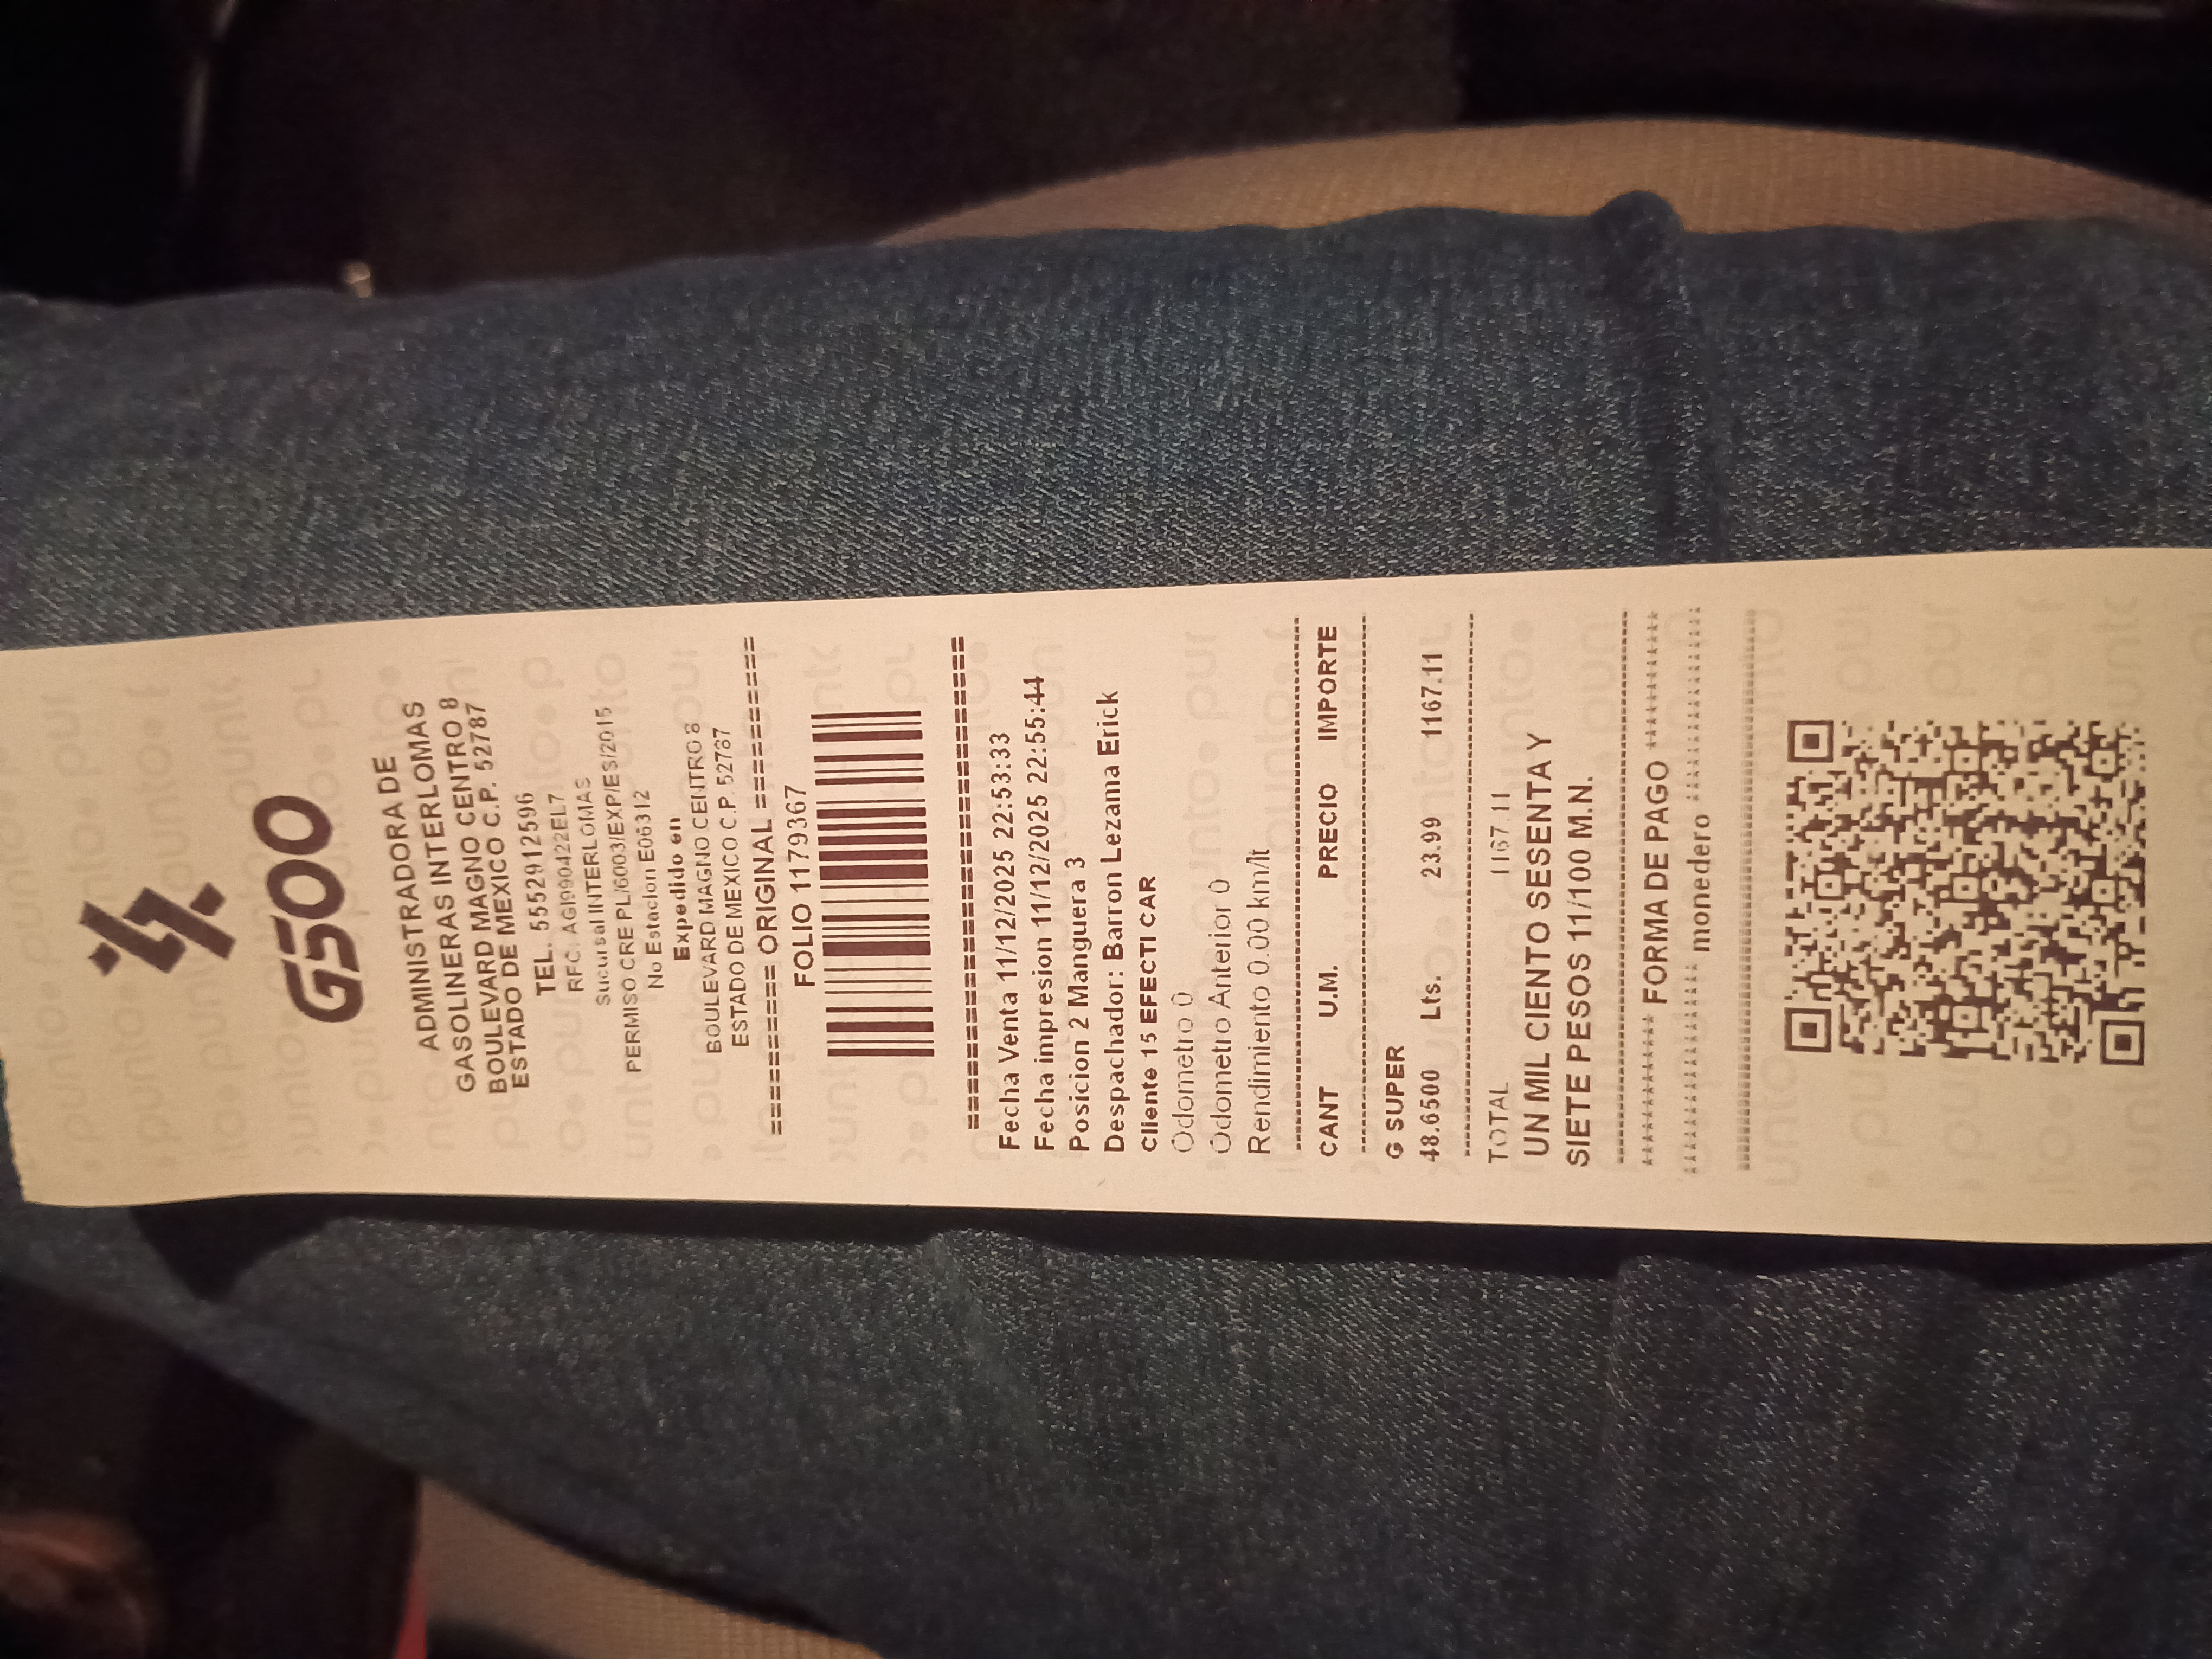 G500
ADMINISTRADORA DE
GASOLINERAS INTERLOMAS
BOULEVARD MAGNO CENTRO 8
ESTADO DE MEXICO C.P. 52787
TEL. 5552912596
RFC. AGI990422EL7
Sucursal INTERLOMAS
PERMISO CRE PL/6003/EXP/ES/2015
No Estacion E06312
Expedido en
BOULEVARD MAGNO CENTRO 8
ESTADO DE MEXICO C.P. 52787
======== ORIGINAL ==========
FOLIO 11179367
Fecha Venta 11/12/2025 22:53:33
Fecha impresion 11/12/2025 22:55:44
Posicion 2 Manguera 3
Despachador: Barron Lezama Erick
Cliente 15 EFECTI CAR
Odometro 0
Odometro Anterior 0
Rendimiento 0.00 km/lt
CANT U.M. PRECIO IMPORTE
G SUPER
48.6500 Lts. 23.99 1167.11
TOTAL 1167.11
UN MIL CIENTO SESENTA Y
SIETE PESOS 11/100 M.N.
*********** FORMA DE PAGO ***********
monedero